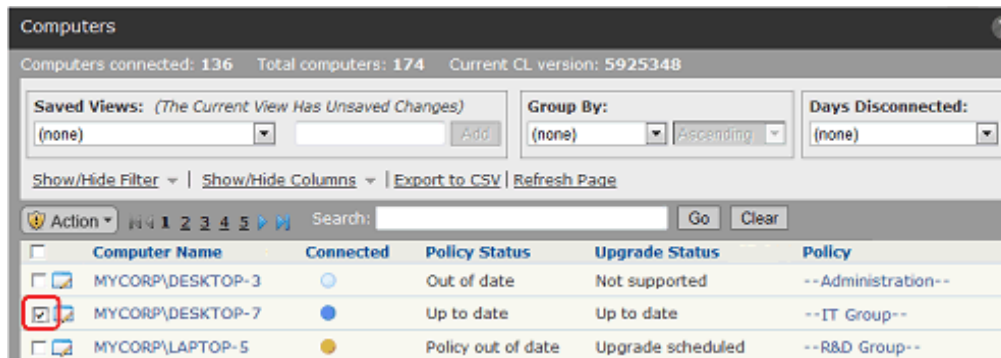 Computers
Computers connected: 136 Total computers: 174 Current CL version: 5925348
Saved Views: (The Current View Has Unsaved Changes) Group By: Days Disconnected:
(none) Add (none) Ascending (none)
Show/Hide Filter | Show/Hide Columns | Export to CSV | Refresh Page
Action 1 2 3 4 5 Search: Go Clear
Computer Name Connected Policy Status Upgrade Status Policy
MYCORP\DESKTOP-3 Out of date Not supported --Administration--
MYCORP\DESKTOP-7 Up to date Up to date --IT Group--
MYCORP\LAPTOP-5 Policy out of date Upgrade scheduled --R&D Group--